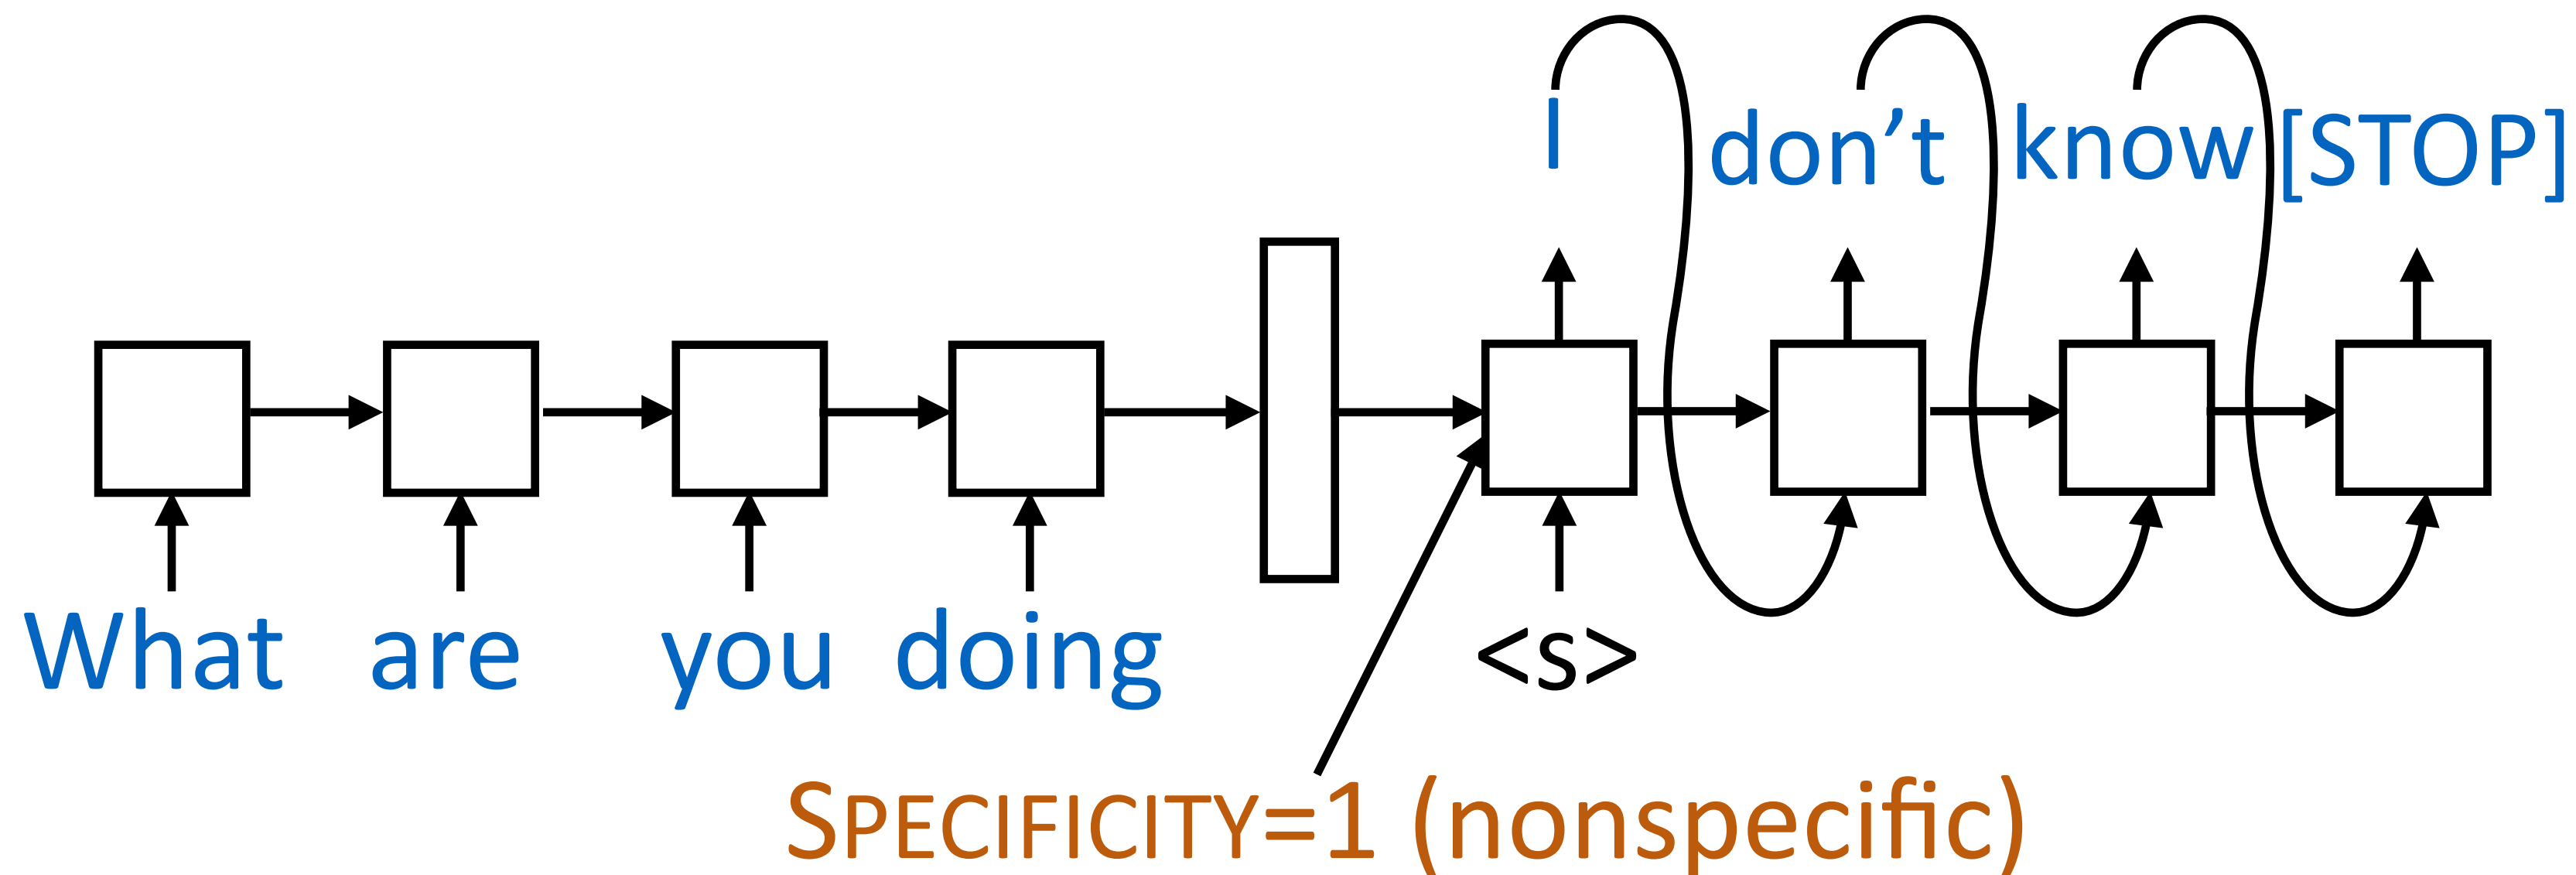 I don’t know [STOP]
What are you doing <s>
SPECIFICITY=1 (nonspecific)